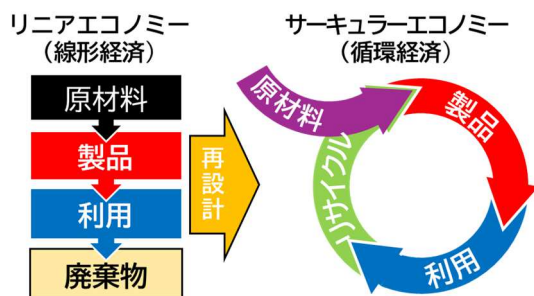 リニアエコノミー
（線形経済）
原材料
製品
利用
廃棄物
再設計
サーキュラーエコノミー
（循環経済）
原材料
製品
利用
リサイクル